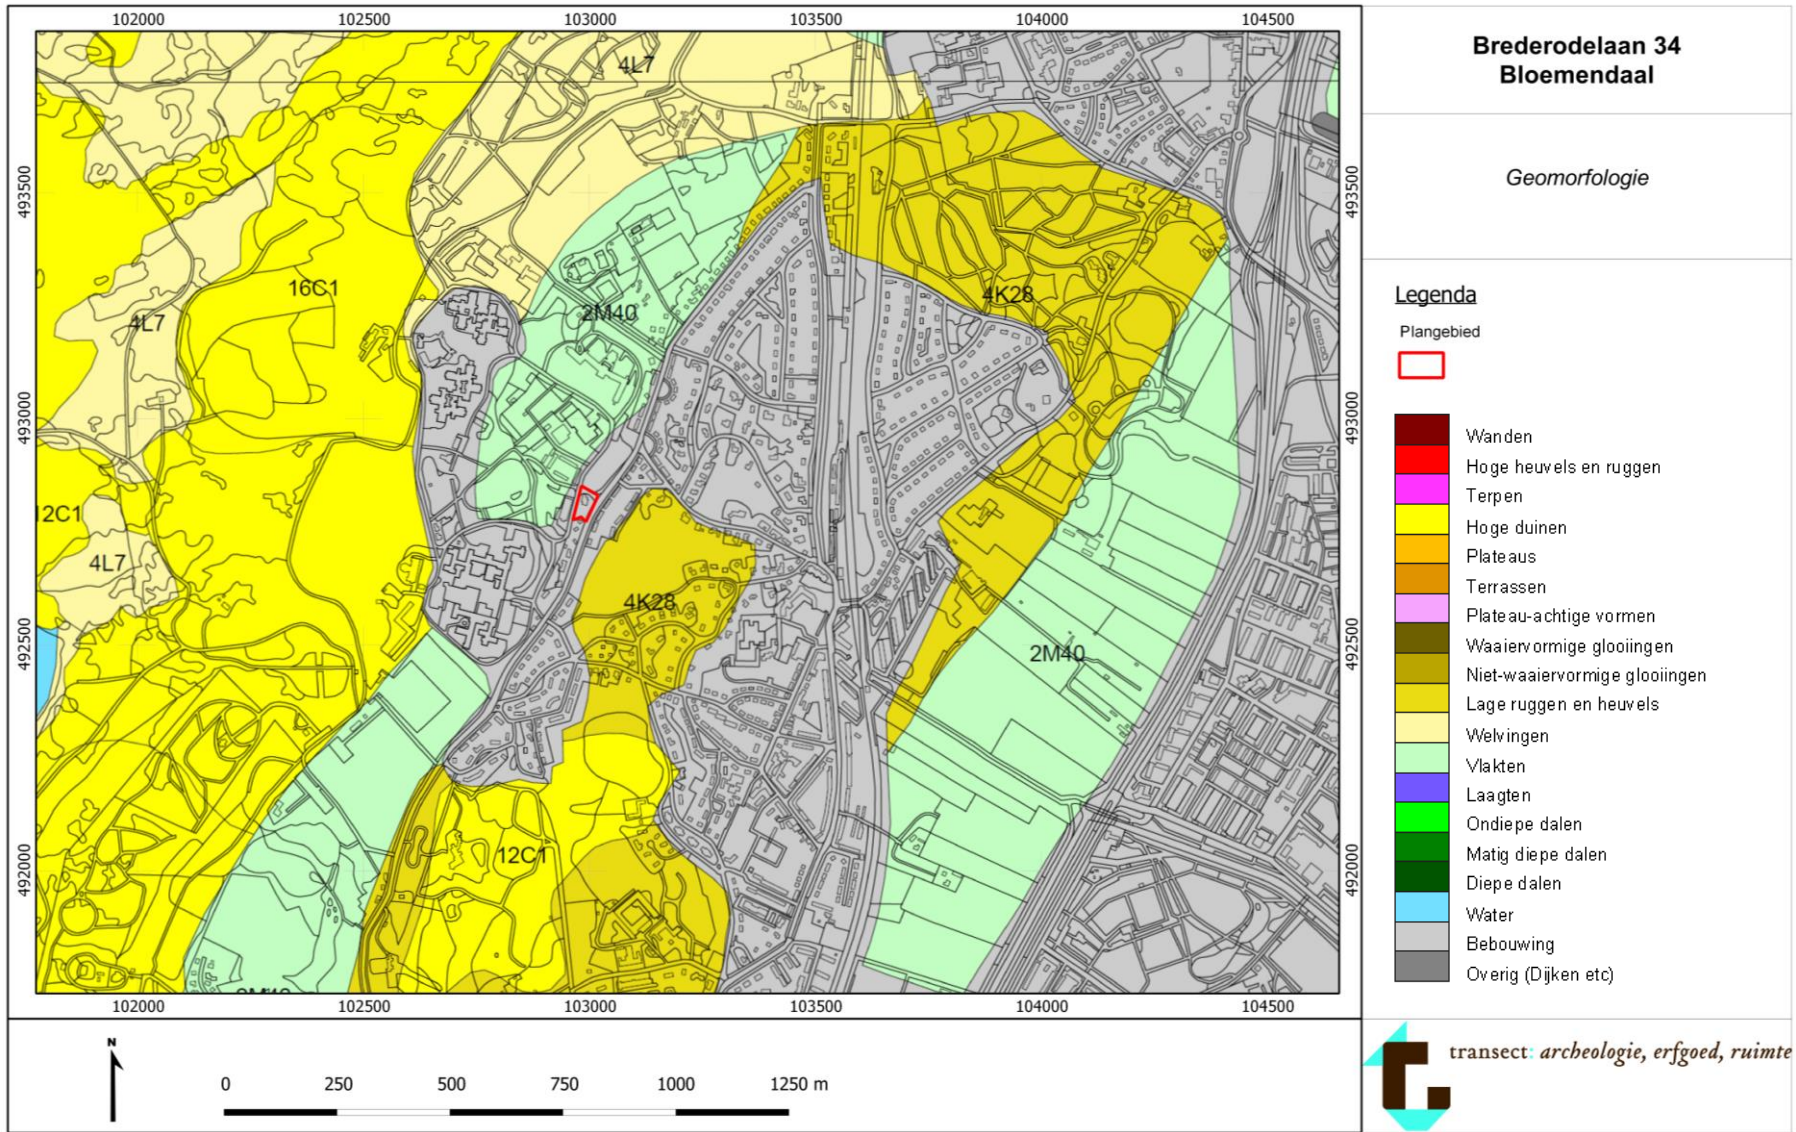 102000 102500 103000 103500 104000 104500
493500
493000
492500
492000
493500
493000
492500
492000
4L7
16C1
4L7
2M40
4K28
12C1
4L7
4K28
2M40
12C1
102000 102500 103000 103500 104000 104500
N
0 250 500 750 1000 1250 m
Brederodelaan 34
Bloemendaal
Geomorfologie
Legenda
Plangebied
Wanden
Hoge heuvels en ruggen
Terpen
Hoge duinen
Plateaus
Terrassen
Plateau-achtige vormen
Waaiervormige glooiingen
Niet-waaiervormige glooiingen
Lage ruggen en heuvels
Welvingen
Vlakten
Laagten
Ondiepe dalen
Matig diepe dalen
Diepe dalen
Water
Bebouwing
Overig (Dijken etc)
transect: archeologie, erfgoed, ruimte